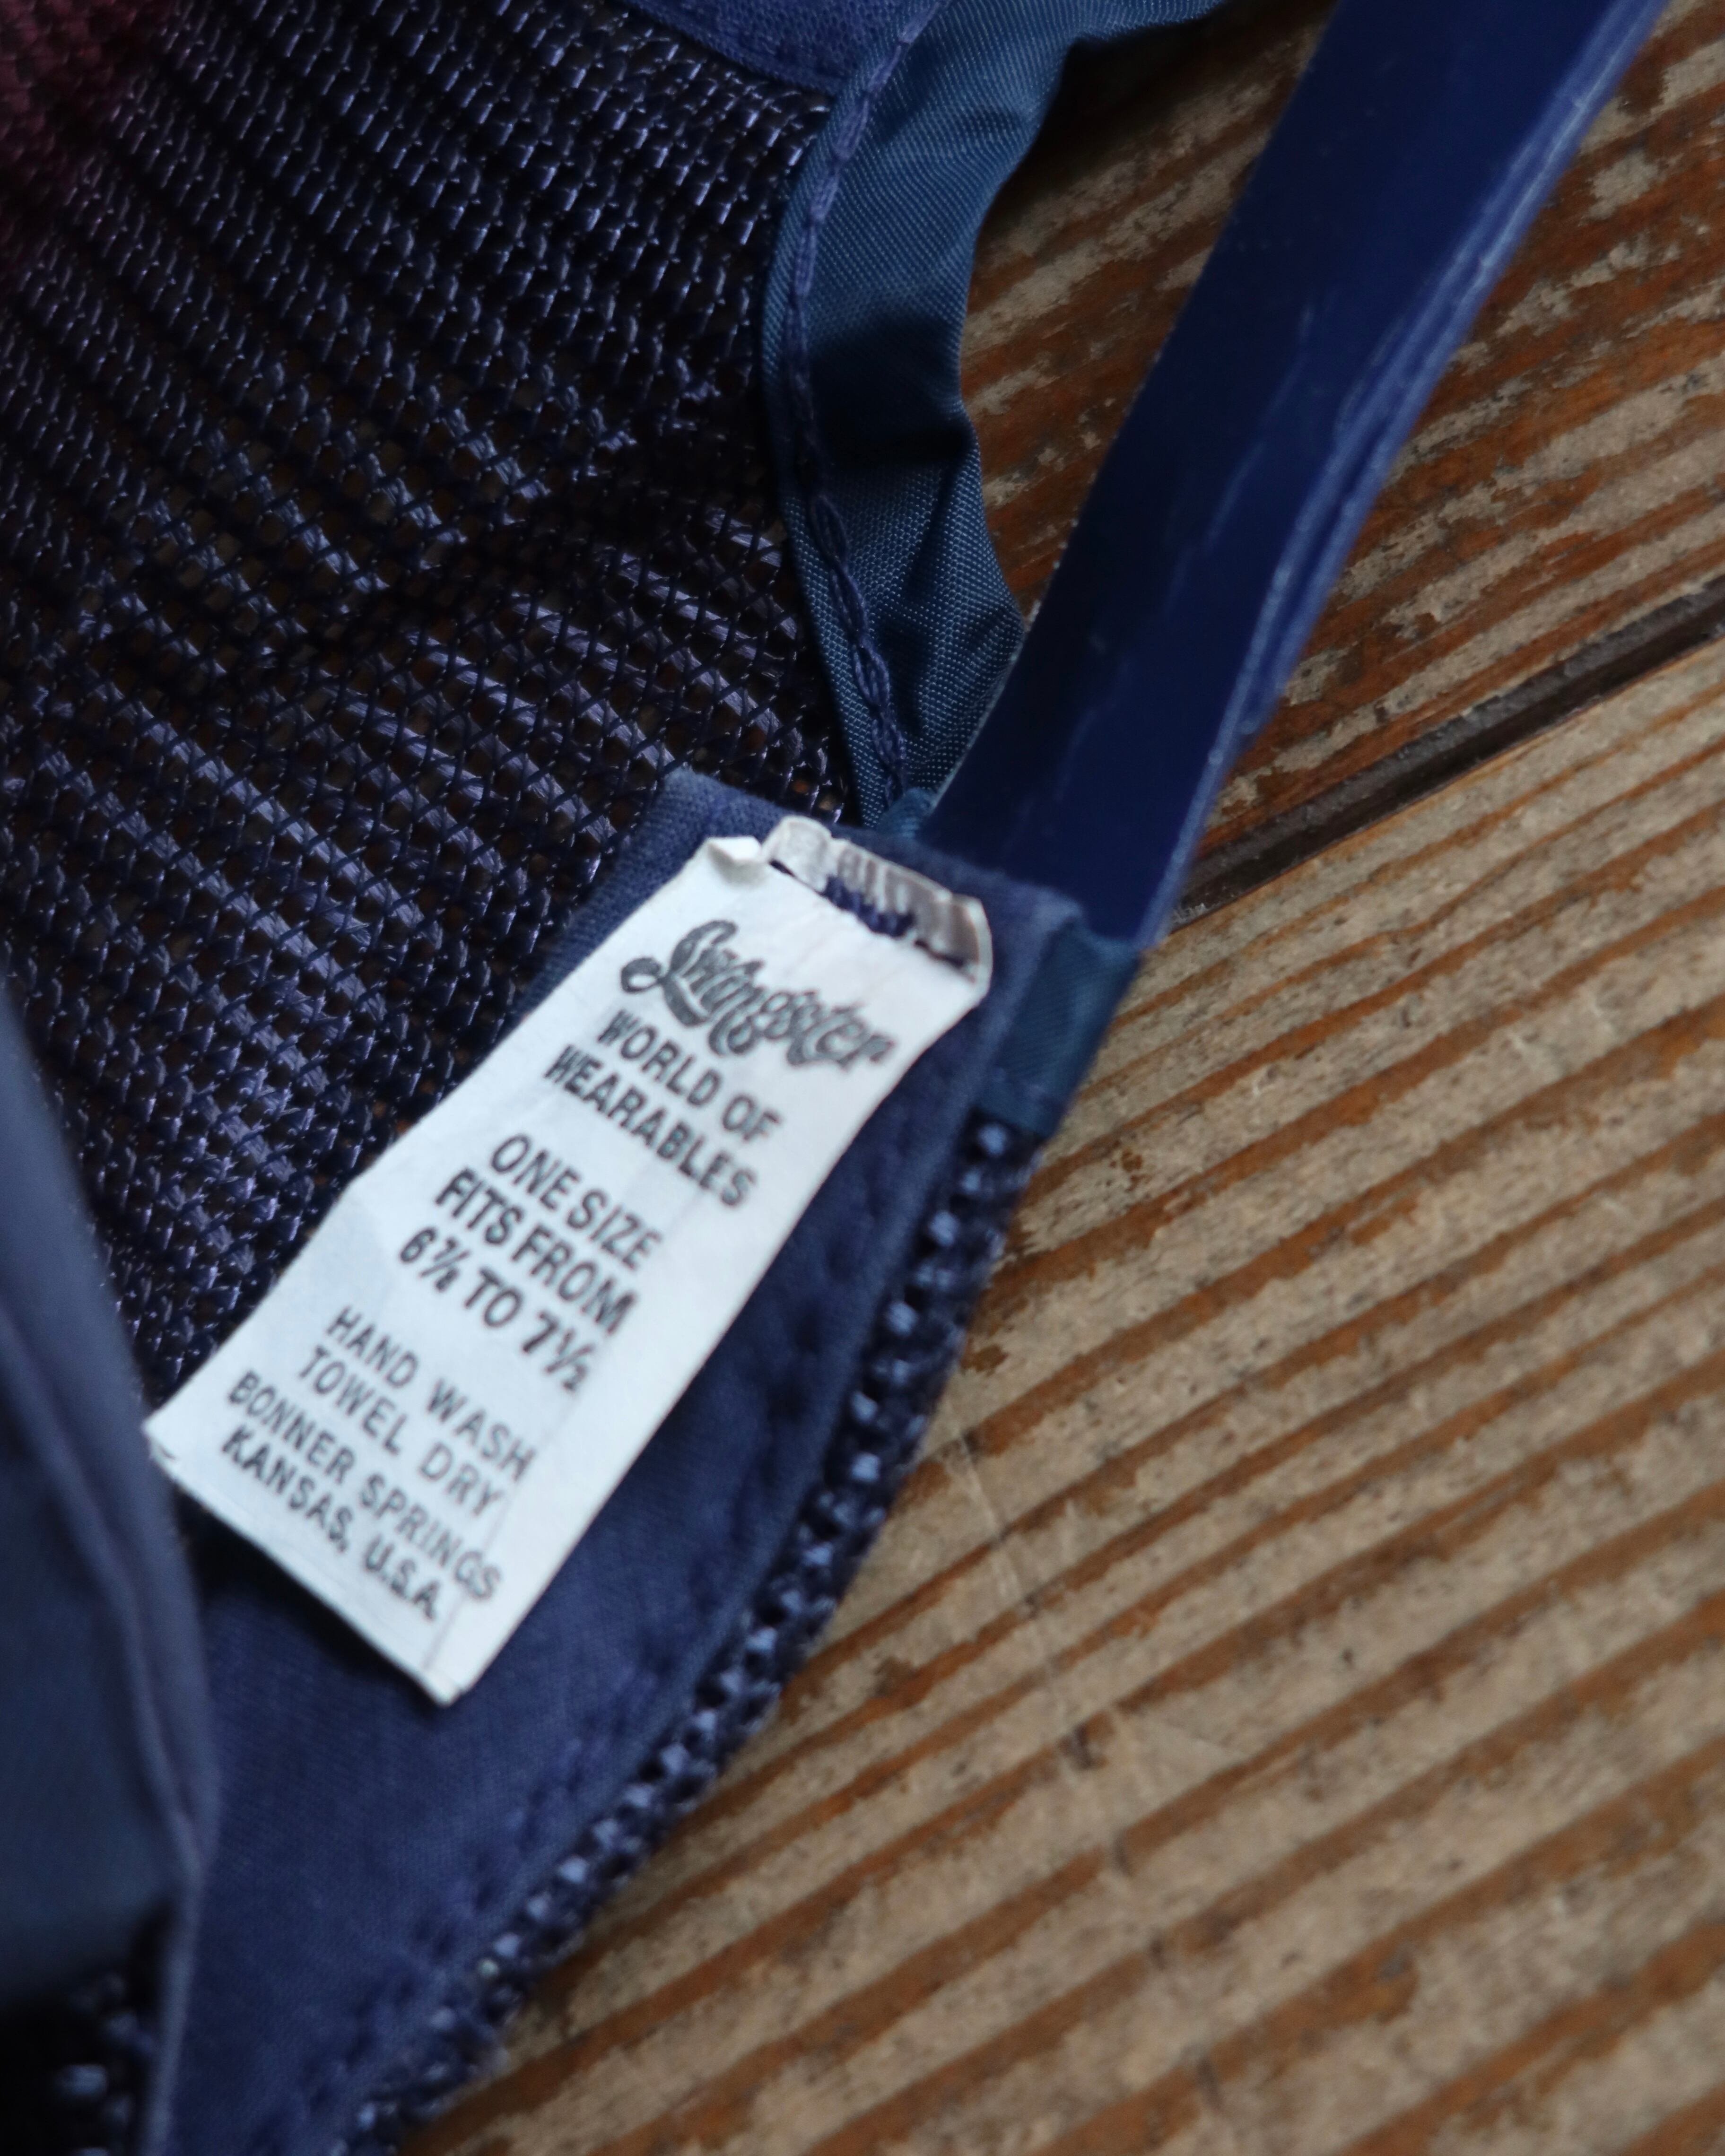 Swingster
WORLD OF
WEARABLES
ONE SIZE
FITS FROM
6⅞ TO 7½
HAND WASH
TOWEL DRY
BONNER SPRINGS
KANSAS, U.S.A.